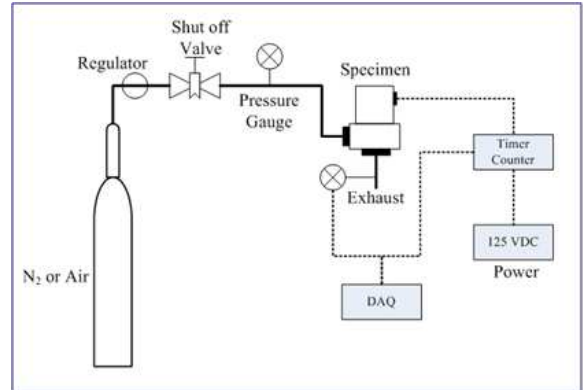 Shut off
Valve
Regulator
Specimen
Pressure
Gauge
Timer
Counter
Exhaust
125 VDC
Power
N₂ or Air
DAQ